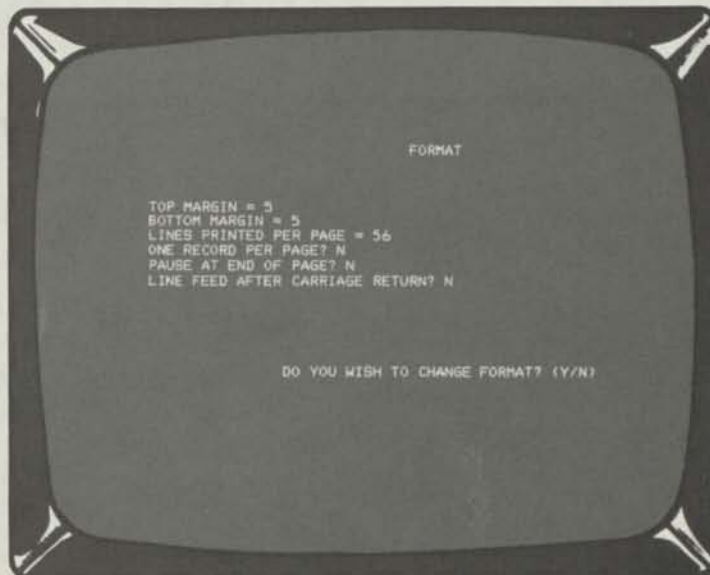 FORMAT
TOP MARGIN = 5
BOTTOM MARGIN = 5
LINES PRINTED PER PAGE = 56
ONE RECORD PER PAGE? N
PAUSE AT END OF PAGE? N
LINE FEED AFTER CARRIAGE RETURN? N
DO YOU WISH TO CHANGE FORMAT? (Y/N)